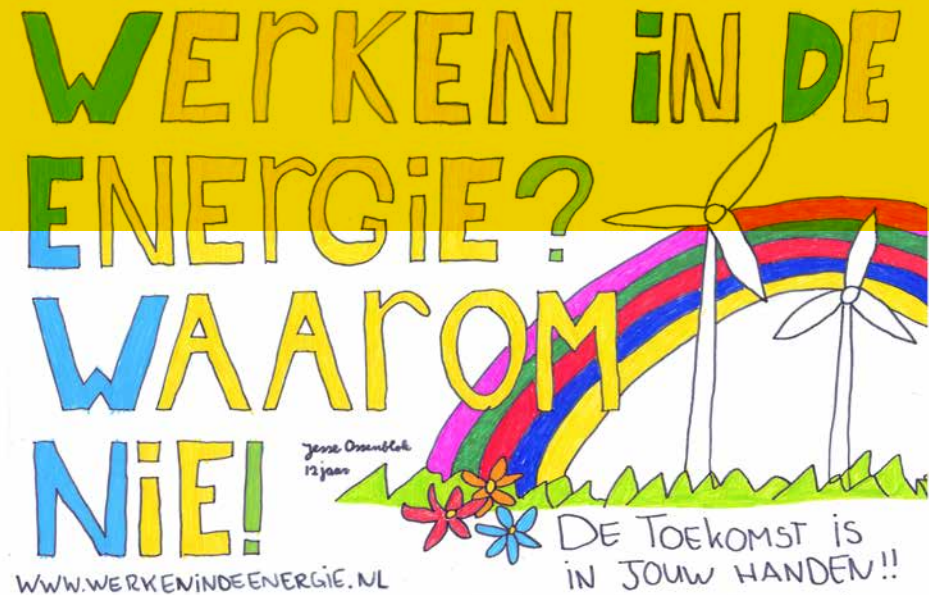 WErKEN iN DE
ENErGiE?
WAArOM
NiE!
Jesse Ossenblok
12 jaar
DE TOEKOMST iS
iN JOUW HANDEN!!
WWW.WERKENiNDEENERGiE.NL